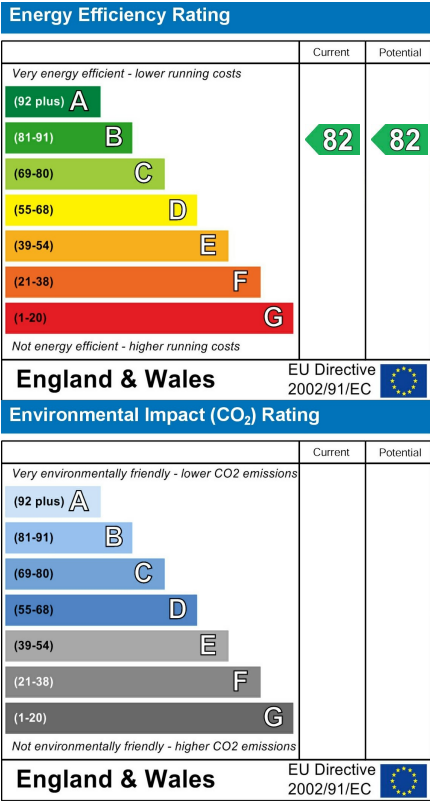 Energy Efficiency Rating
Current Potential
Very energy efficient - lower running costs
(92 plus) A
(81-91) B 82 82
(69-80) C
(55-68) D
(39-54) E
(21-38) F
(1-20) G
Not energy efficient - higher running costs
England & Wales
EU Directive
2002/91/EC
Environmental Impact (CO₂) Rating
Current Potential
Very environmentally friendly - lower CO2 emissions
(92 plus) A
(81-91) B
(69-80) C
(55-68) D
(39-54) E
(21-38) F
(1-20) G
Not environmentally friendly - higher CO2 emissions
England & Wales
EU Directive
2002/91/EC